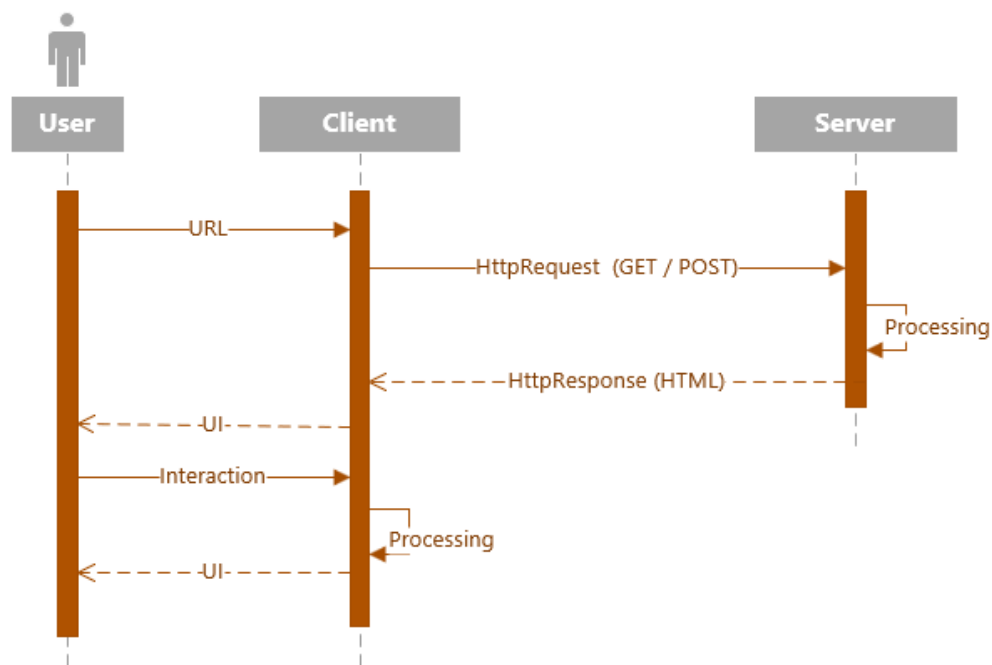 User
Client
Server
URL
HttpRequest (GET / POST)
Processing
HttpResponse (HTML)
UI
Interaction
Processing
UI